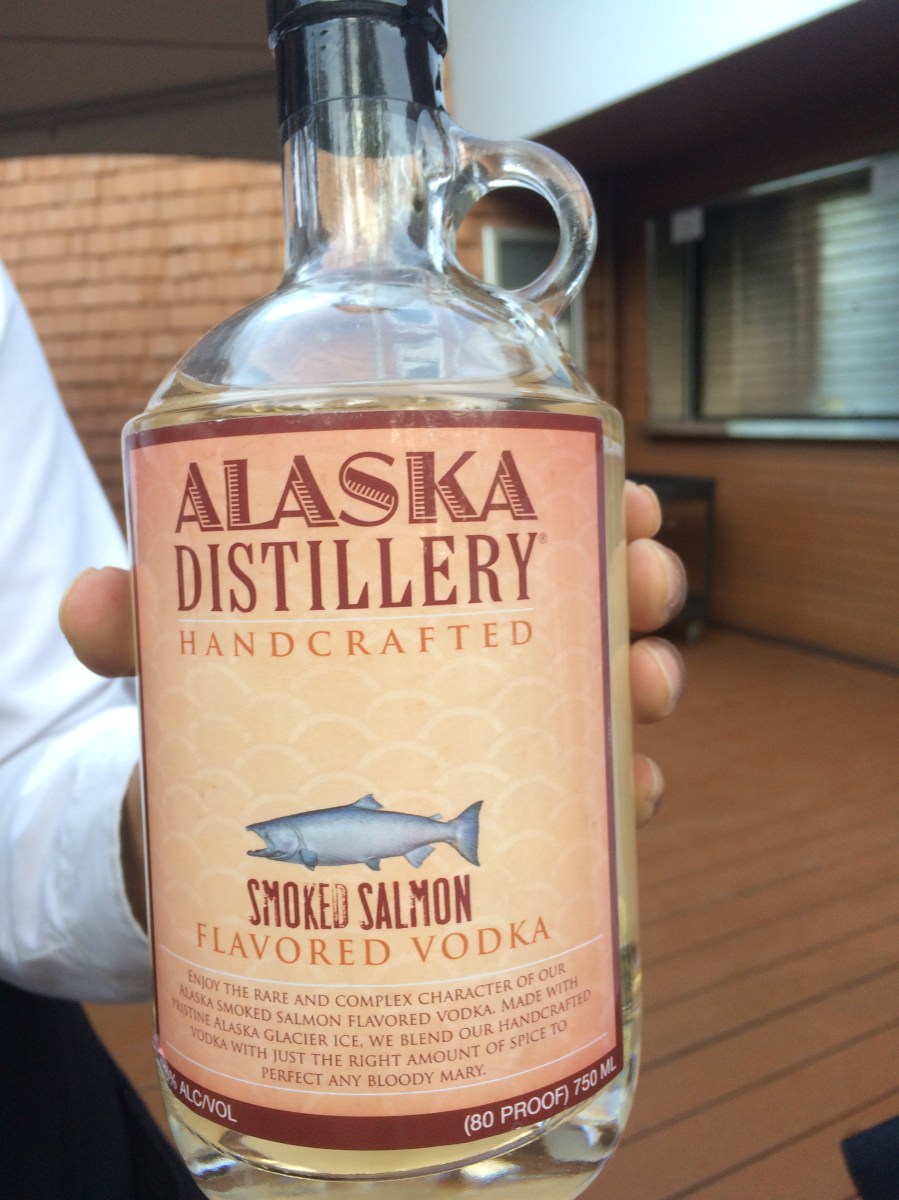 ALASKA
DISTILLERY®
HANDCRAFTED
SMOKED SALMON
FLAVORED VODKA
ENJOY THE RARE AND COMPLEX CHARACTER OF OUR
ALASKA SMOKED SALMON FLAVORED VODKA. MADE WITH
PRISTINE ALASKA GLACIER ICE, WE BLEND OUR HANDCRAFTED
VODKA WITH JUST THE RIGHT AMOUNT OF SPICE TO
PERFECT ANY BLOODY MARY.
ALC/VOL (80 PROOF) 750 ML